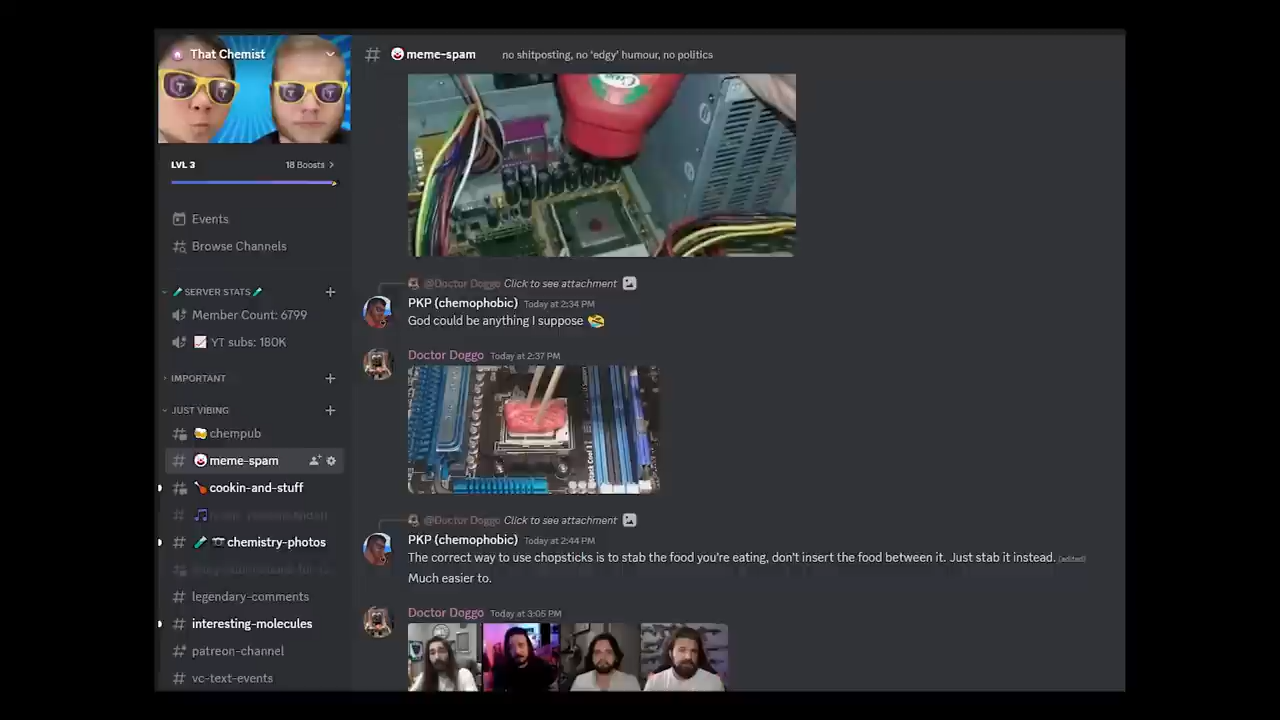 That Chemist
LVL 3
18 Boosts
Events
Browse Channels
SERVER STATS
Member Count: 6799
YT subs: 180K
IMPORTANT
JUST VIBING
chempub
meme-spam
cookin-and-stuff
chemistry-photos
legendary-comments
interesting-molecules
patreon-channel
vc-text-events
meme-spam no shitposting, no 'edgy' humour, no politics
@Doctor Doggo Click to see attachment
PKP (chemophobic) Today at 2:34 PM
God could be anything I suppose
Doctor Doggo Today at 2:37 PM
@Doctor Doggo Click to see attachment
PKP (chemophobic) Today at 2:44 PM
The correct way to use chopsticks is to stab the food you're eating, don't insert the food between it. Just stab it instead. (edited)
Much easier to.
Doctor Doggo Today at 3:05 PM